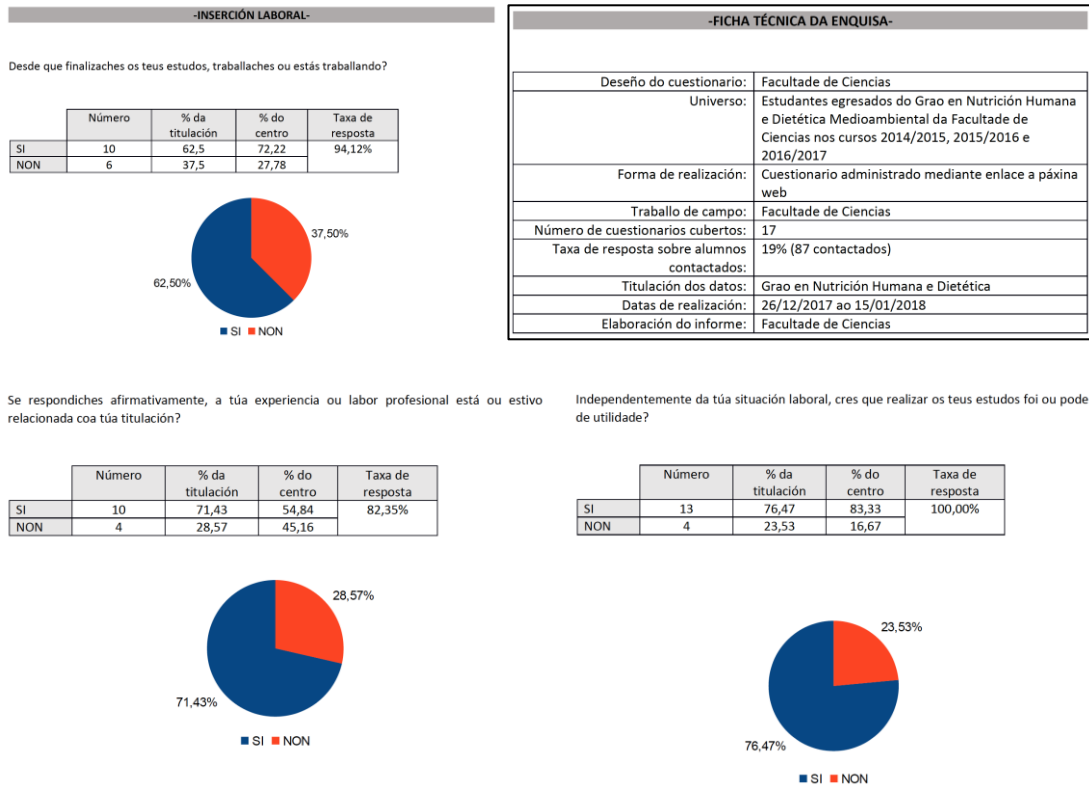 -INSERCIÓN LABORAL-
Desde que finalizaches os teus estudos, traballaches ou estás traballando?
Número % da titulación % do centro Taxa de resposta
SI 10 62,5 72,22 94,12%
NON 6 37,5 27,78
37,50%
62,50%
SI NON
-FICHA TÉCNICA DA ENQUISA-
Deseño do cuestionario: Facultade de Ciencias
Universo: Estudantes egresados do Grao en Nutrición Humana
e Dietética Medioambiental da Facultade de
Ciencias nos cursos 2014/2015, 2015/2016 e
2016/2017
Forma de realización: Cuestionario administrado mediante enlace a páxina
web
Traballo de campo: Facultade de Ciencias
Número de cuestionarios cubertos: 17
Taxa de resposta sobre alumnos contactados: 19% (87 contactados)
Titulación dos datos: Grao en Nutrición Humana e Dietética
Datas de realización: 26/12/2017 ao 15/01/2018
Elaboración do informe: Facultade de Ciencias
Se respondiches afirmativamente, a túa experiencia ou labor profesional está ou estivo
relacionada coa túa titulación?
Número % da titulación % do centro Taxa de resposta
SI 10 71,43 54,84 82,35%
NON 4 28,57 45,16
28,57%
71,43%
SI NON
Independentemente da túa situación laboral, cres que realizar os teus estudos foi ou pode
de utilidade?
Número % da titulación % do centro Taxa de resposta
SI 13 76,47 83,33 100,00%
NON 4 23,53 16,67
23,53%
76,47%
SI NON